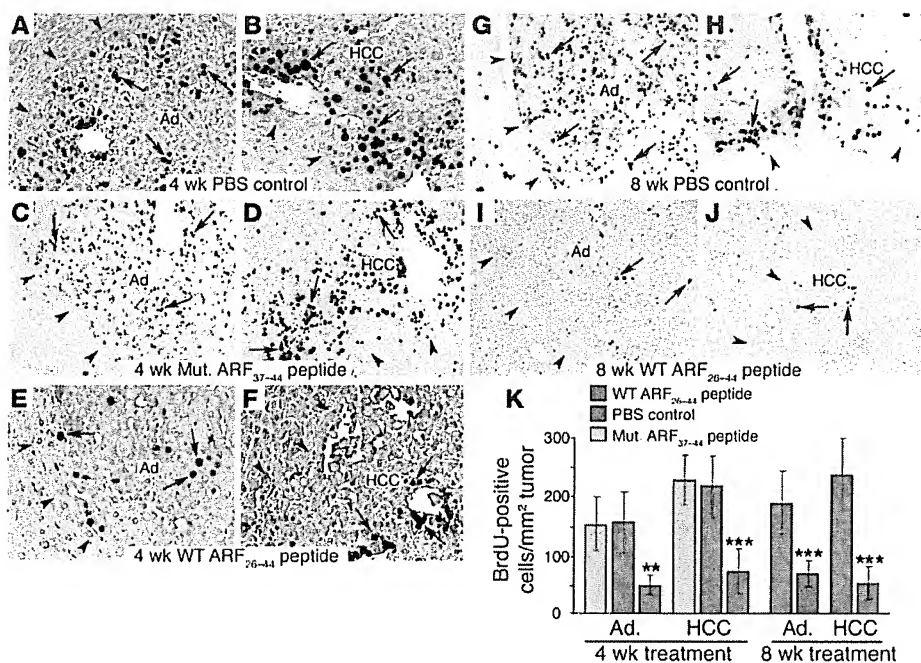 A B G H
Ad HCC Ad HCC
4 wk PBS control 8 wk PBS control
C D I J
Ad HCC Ad HCC
4 wk Mut. ARF37–44 peptide 8 wk WT ARF26–44 peptide
E F K
Ad HCC
4 wk WT ARF26–44 peptide
WT ARF26–44 peptide
PBS control
Mut. ARF37–44 peptide
BrdU-positive
cells/mm² tumor
300
200
100
0
** *** *** ***
Ad. HCC Ad. HCC
4 wk treatment 8 wk treatment